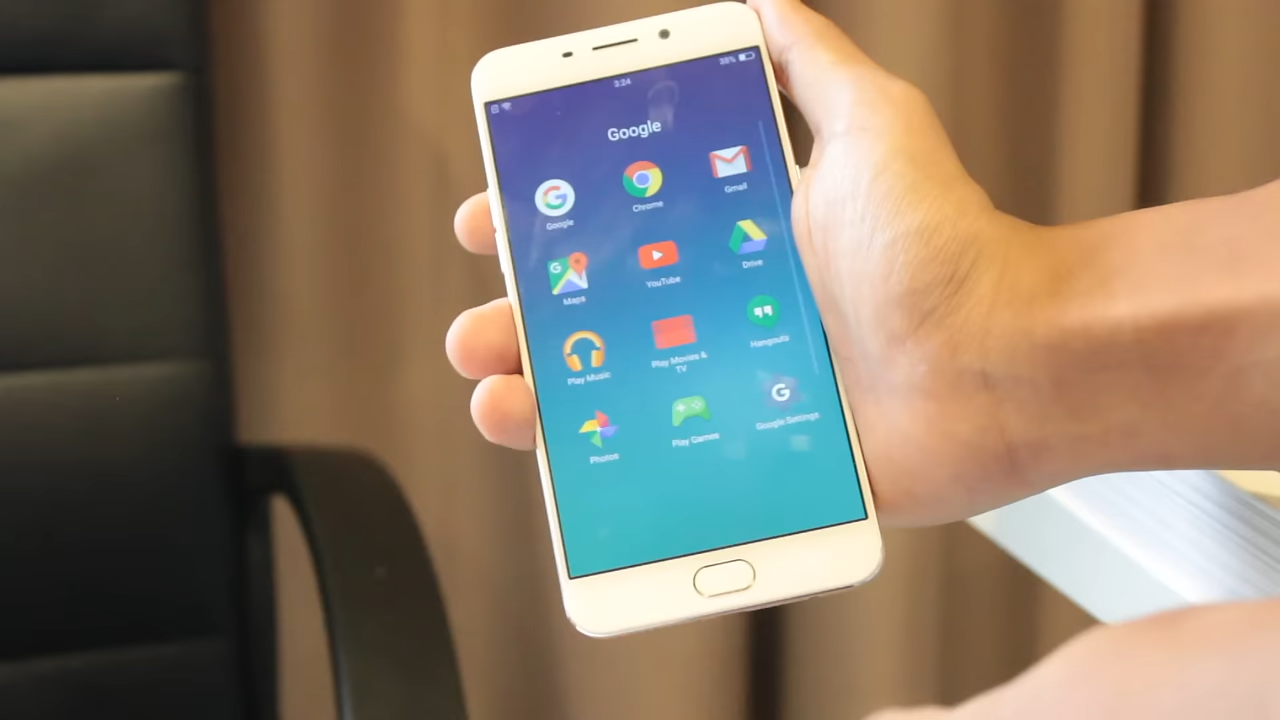 3:24
38%
Google
Google
Chrome
Gmail
Maps
YouTube
Drive
Play Music
Play Movies &
TV
Hangouts
Photos
Play Games
Google Settings